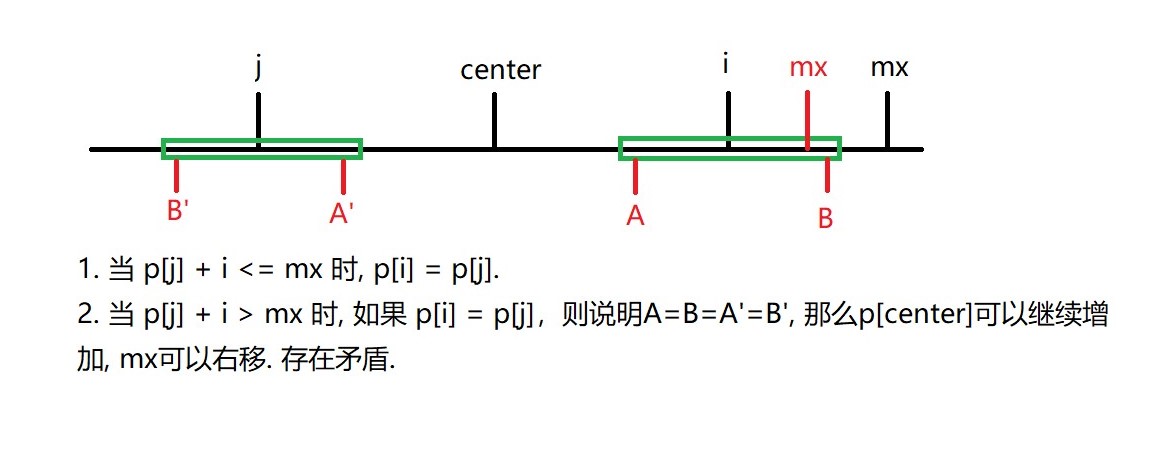 j center i mx mx
B' A' A B
1. 当 p[j] + i <= mx 时, p[i] = p[j].
2. 当 p[j] + i > mx 时, 如果 p[i] = p[j]，则说明A=B=A'=B', 那么p[center]可以继续增
加, mx可以右移. 存在矛盾.